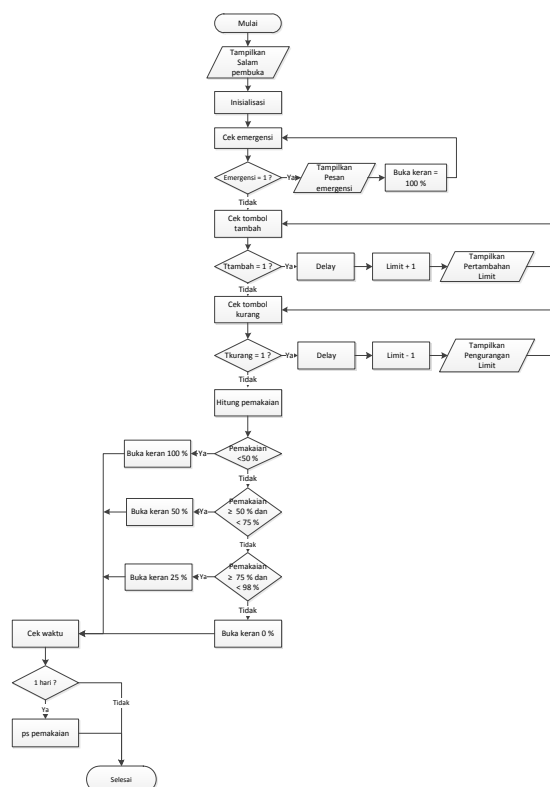 Mulai
Tampilkan
Salam
pembuka
Inisialisasi
Cek emergensi
Emergensi = 1 ?
Ya
Tampilkan
Pesan
emergensi
Buka keran =
100 %
Tidak
Cek tombol
tambah
Ttambah = 1 ?
Ya
Delay
Limit + 1
Tampilkan
Pertambahan
Limit
Tidak
Cek tombol
kurang
Tkurang = 1 ?
Ya
Delay
Limit - 1
Tampilkan
Pengurangan
Limit
Tidak
Hitung pemakaian
Pemakaian
<50 %
Ya
Buka keran 100 %
Tidak
Pemakaian
≥ 50 % dan
< 75 %
Ya
Buka keran 50 %
Tidak
Pemakaian
≥ 75 % dan
< 98 %
Ya
Buka keran 25 %
Tidak
Buka keran 0 %
Cek waktu
1 hari ?
Tidak
Ya
ps pemakaian
Selesai